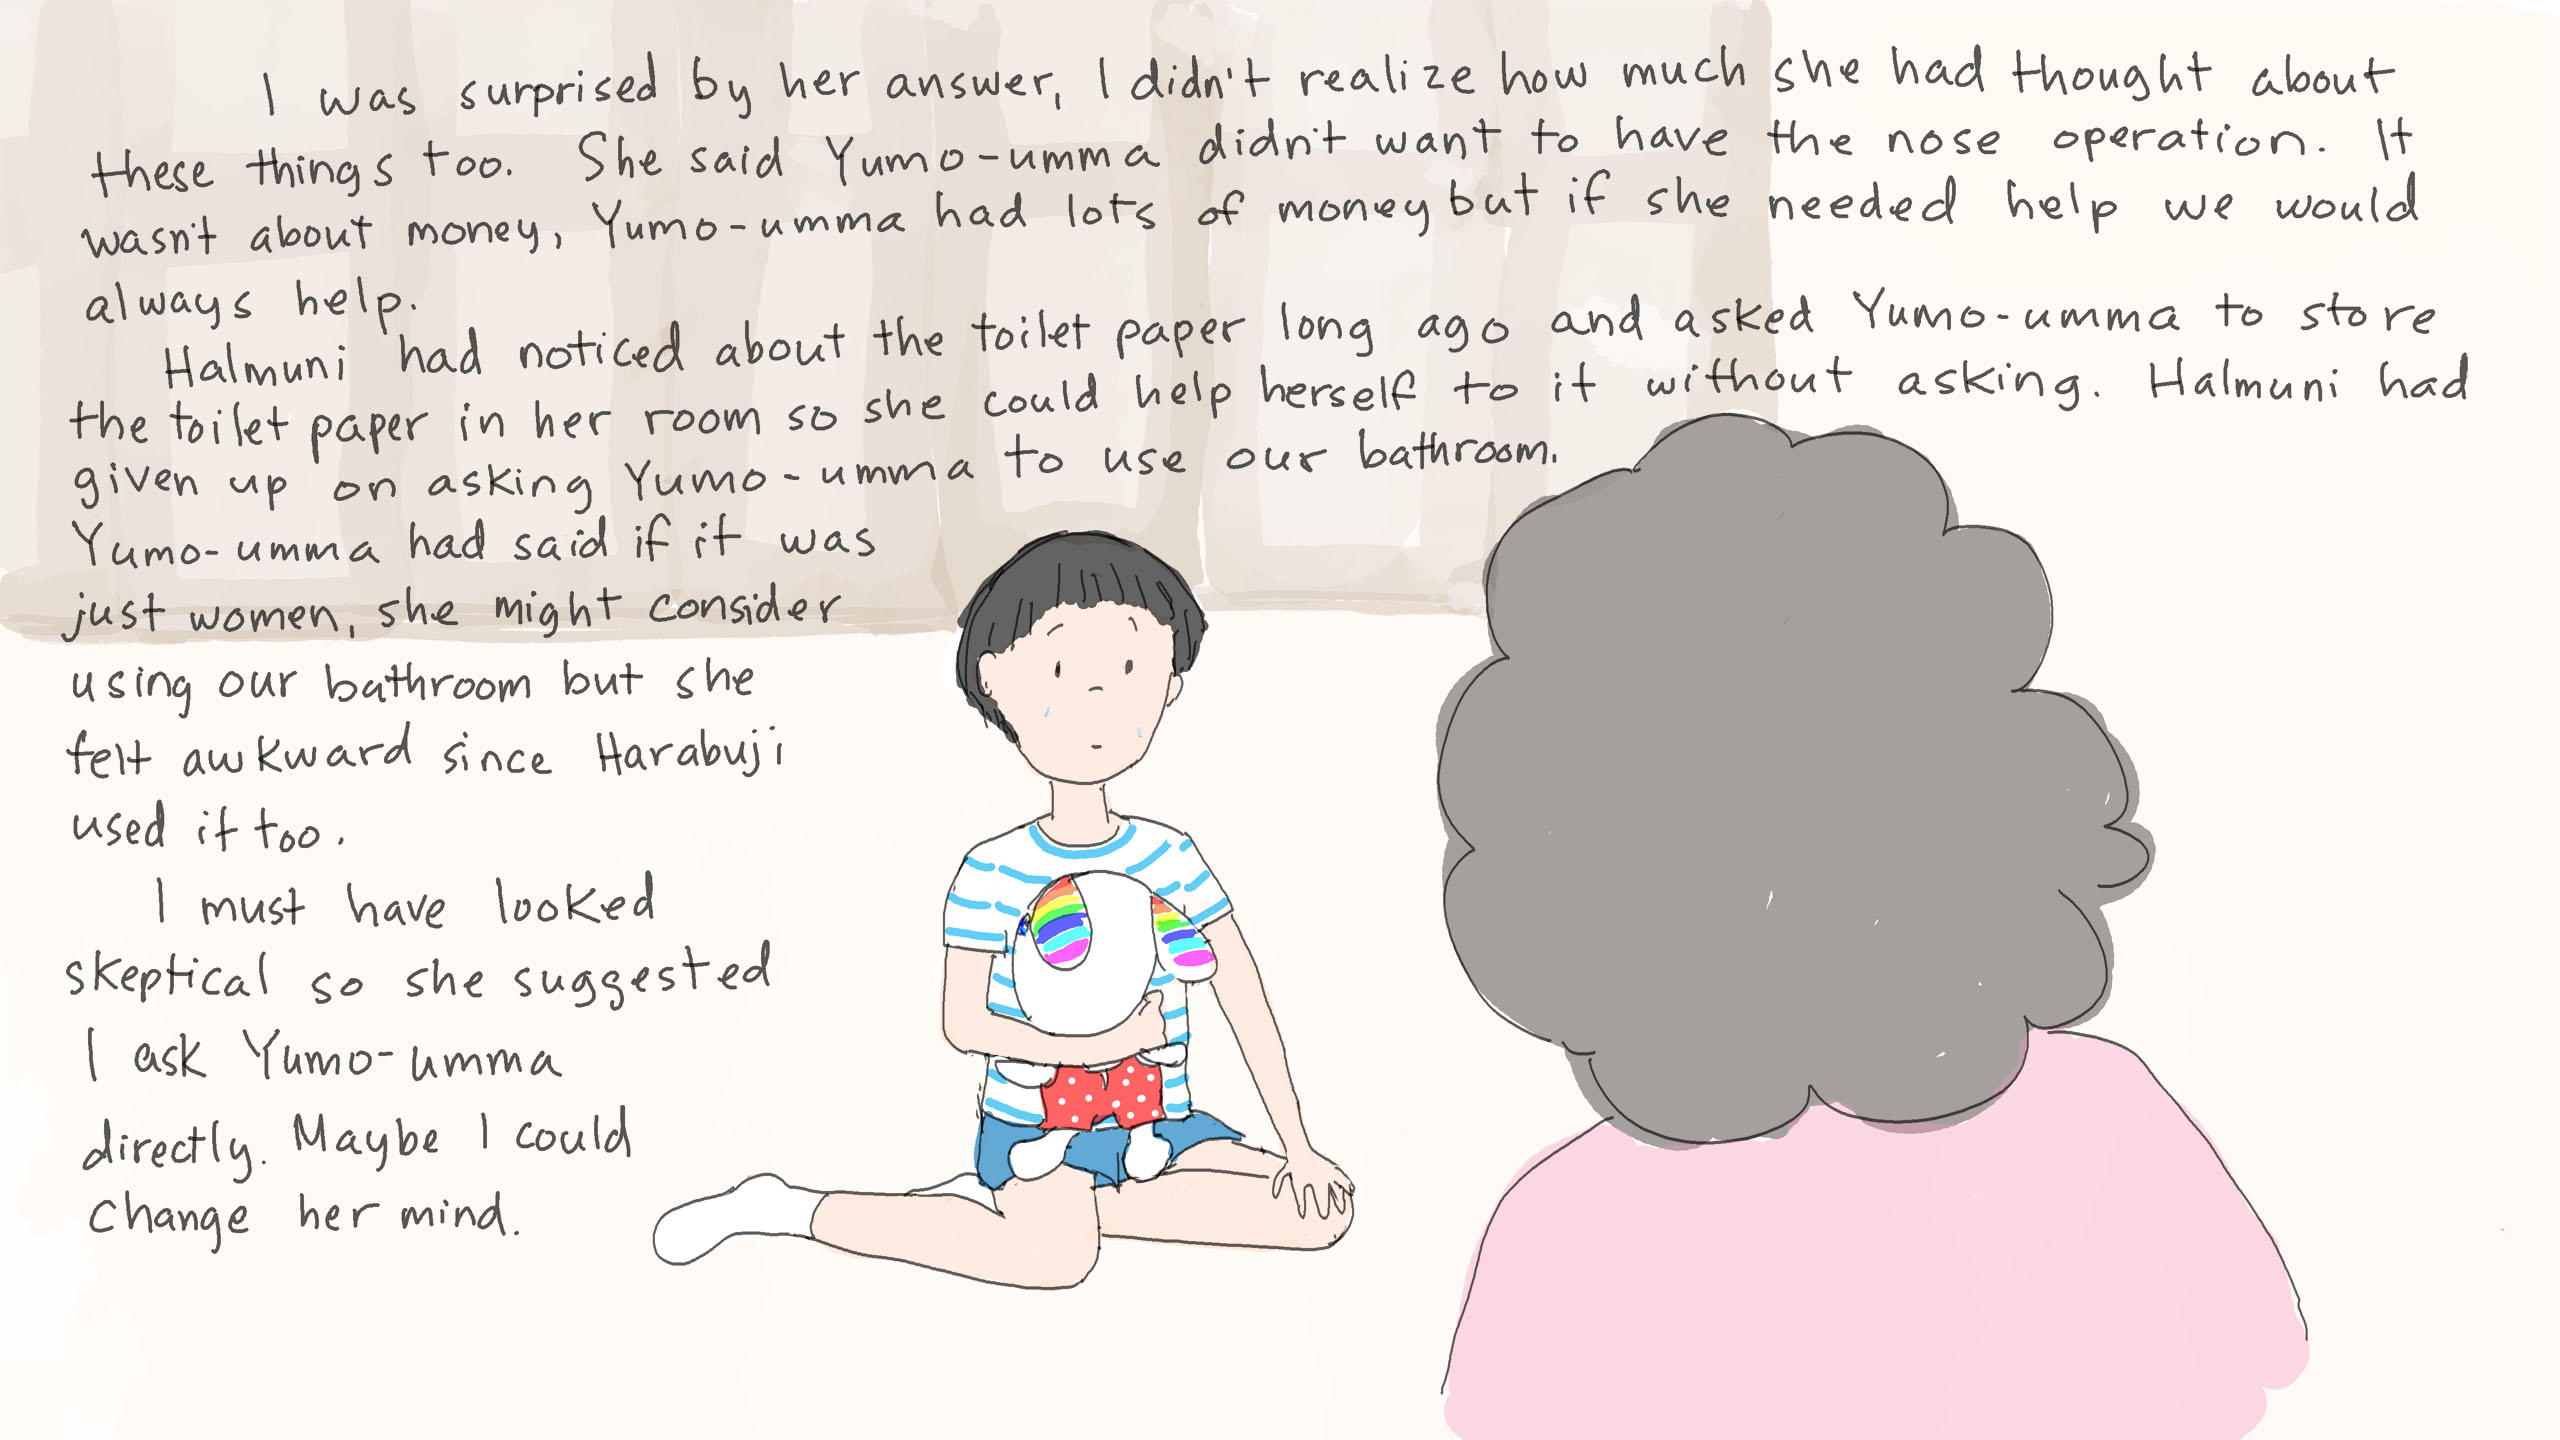 I was surprised by her answer, I didn't realize how much she had thought about
these things too. She said Yumo-umma didn't want to have the nose operation. It
wasn't about money, Yumo-umma had lots of money but if she needed help we would
always help.
Halmuni had noticed about the toilet paper long ago and asked Yumo-umma to store
the toilet paper in her room so she could help herself to it without asking. Halmuni had
given up on asking Yumo-umma to use our bathroom.
Yumo-umma had said if it was
just women, she might consider
using our bathroom but she
felt awkward since Harabuji
used it too.
I must have looked
skeptical so she suggested
I ask Yumo-umma
directly. Maybe I could
change her mind.